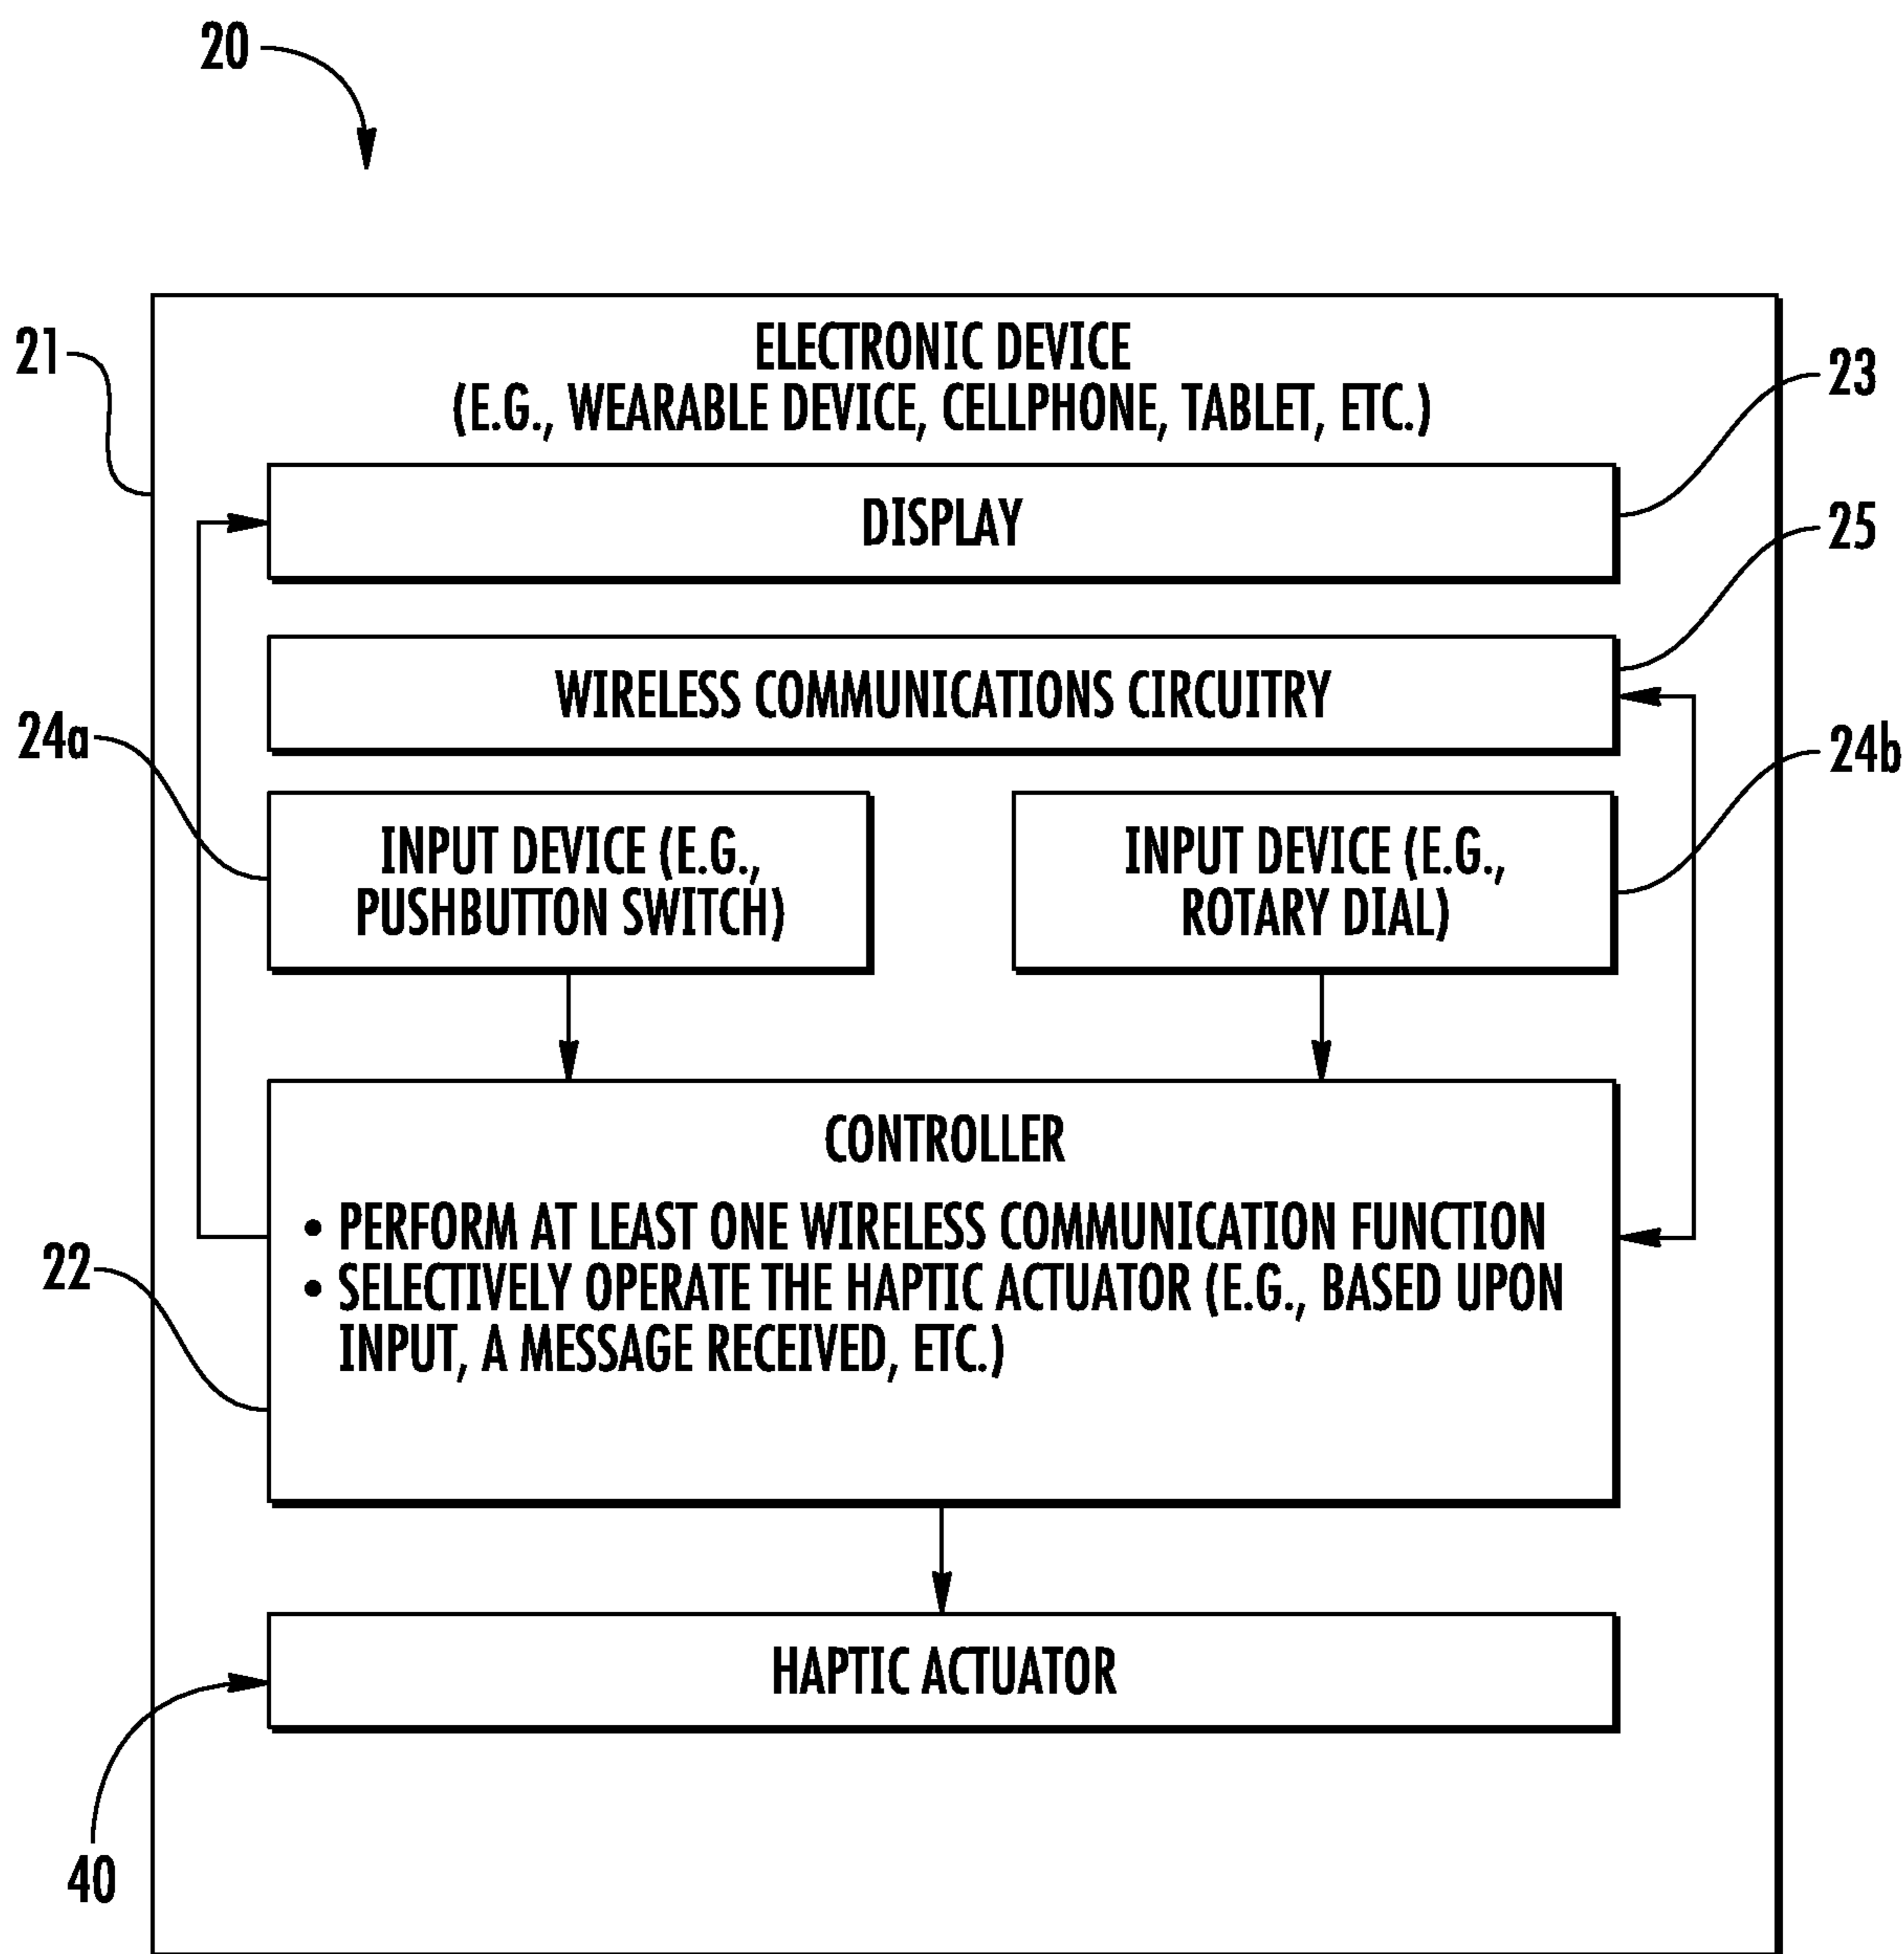 20
21
ELECTRONIC DEVICE
(E.G., WEARABLE DEVICE, CELLPHONE, TABLET, ETC.)
23
DISPLAY
25
WIRELESS COMMUNICATIONS CIRCUITRY
24a
24b
INPUT DEVICE (E.G.,
PUSHBUTTON SWITCH)
INPUT DEVICE (E.G.,
ROTARY DIAL)
CONTROLLER
• PERFORM AT LEAST ONE WIRELESS COMMUNICATION FUNCTION
22
• SELECTIVELY OPERATE THE HAPTIC ACTUATOR (E.G., BASED UPON
INPUT, A MESSAGE RECEIVED, ETC.)
HAPTIC ACTUATOR
40